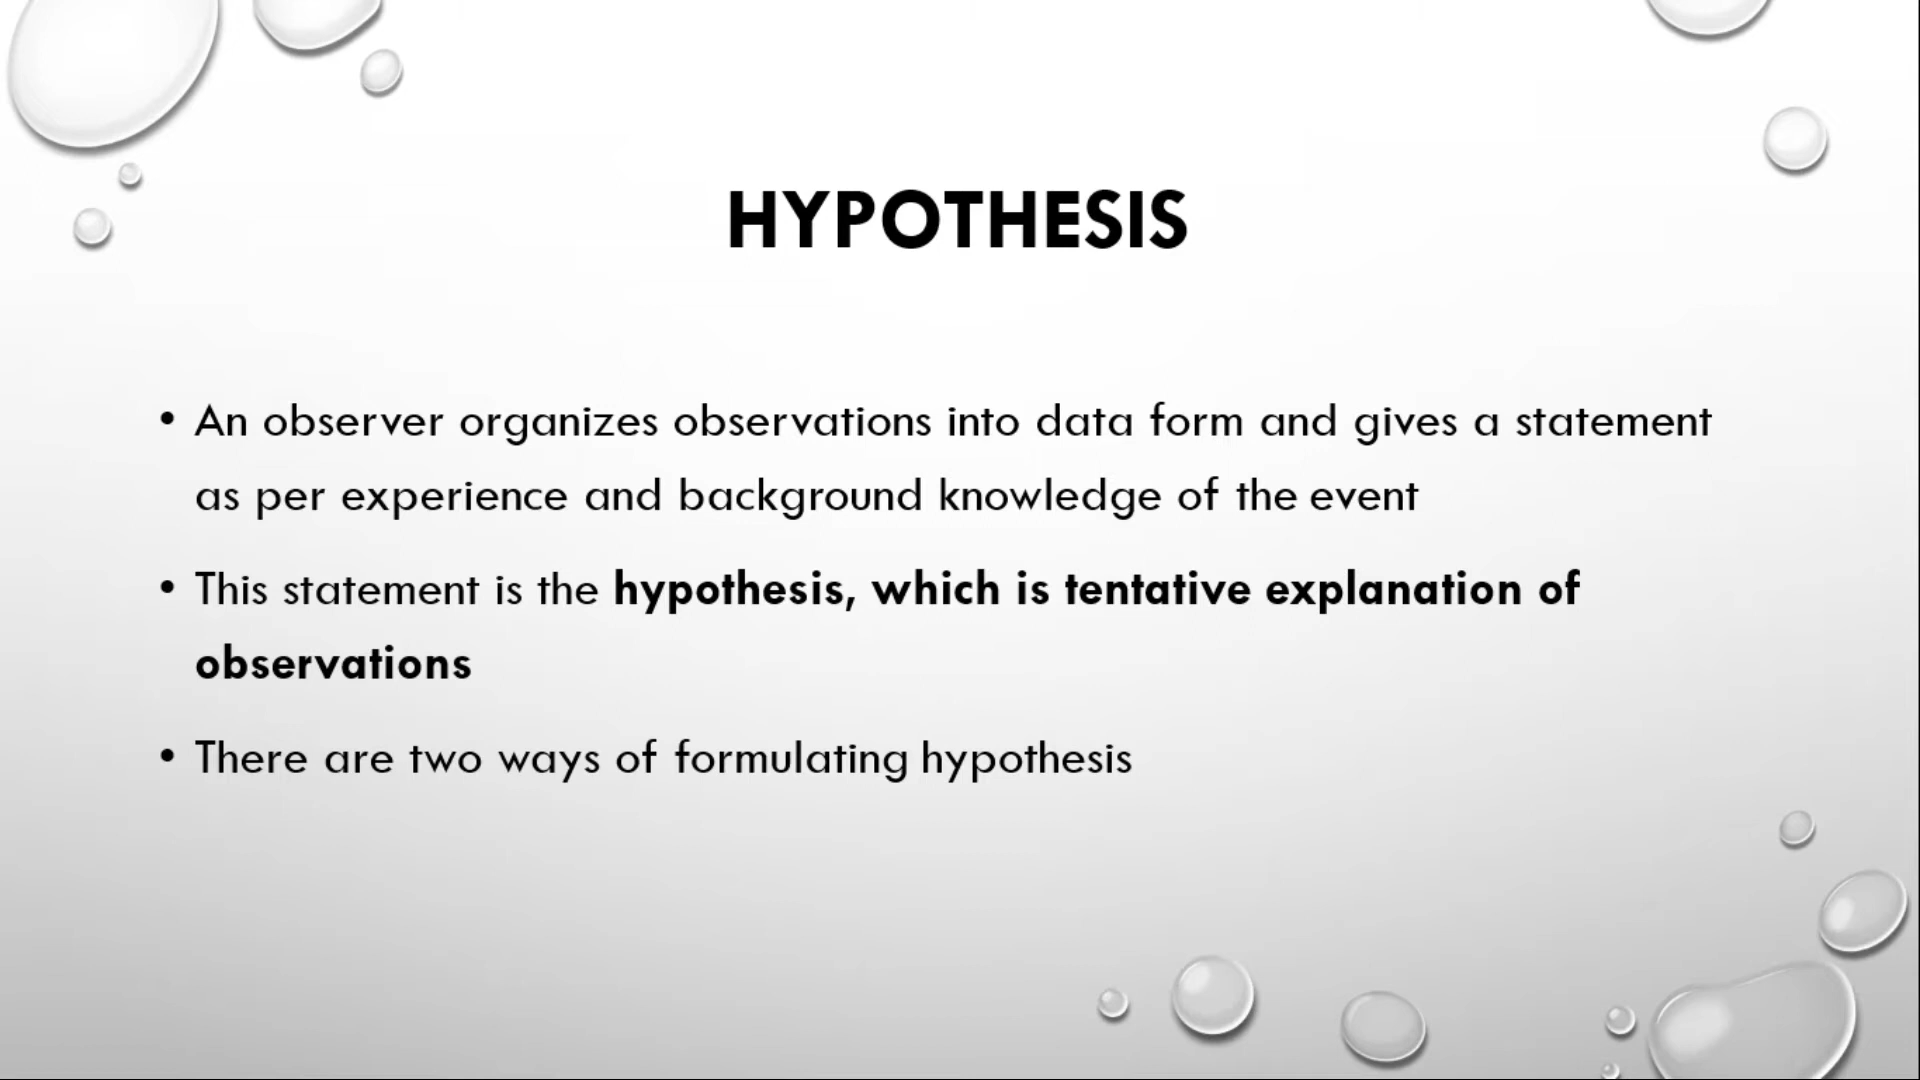 HYPOTHESIS
• An observer organizes observations into data form and gives a statement
as per experience and background knowledge of the event
• This statement is the hypothesis, which is tentative explanation of
observations
• There are two ways of formulating hypothesis